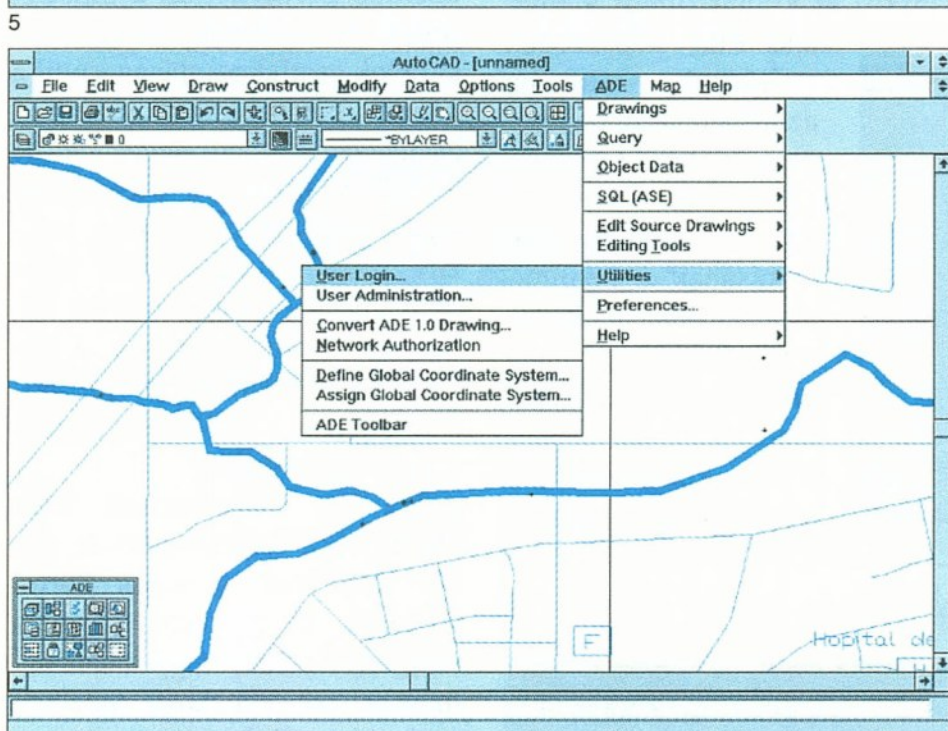 5
AutoCAD - [unnamed]
File Edit View Draw Construct Modify Data Options Tools ADE Map Help
0 BYLAYER
Drawings
Query
Object Data
SQL (ASE)
Edit Source Drawings
Editing Tools
Utilities
Preferences...
Help
User Login...
User Administration...
Convert ADE 1.0 Drawing...
Network Authorization
Define Global Coordinate System...
Assign Global Coordinate System...
ADE Toolbar
ADE
F
Hopital de
H